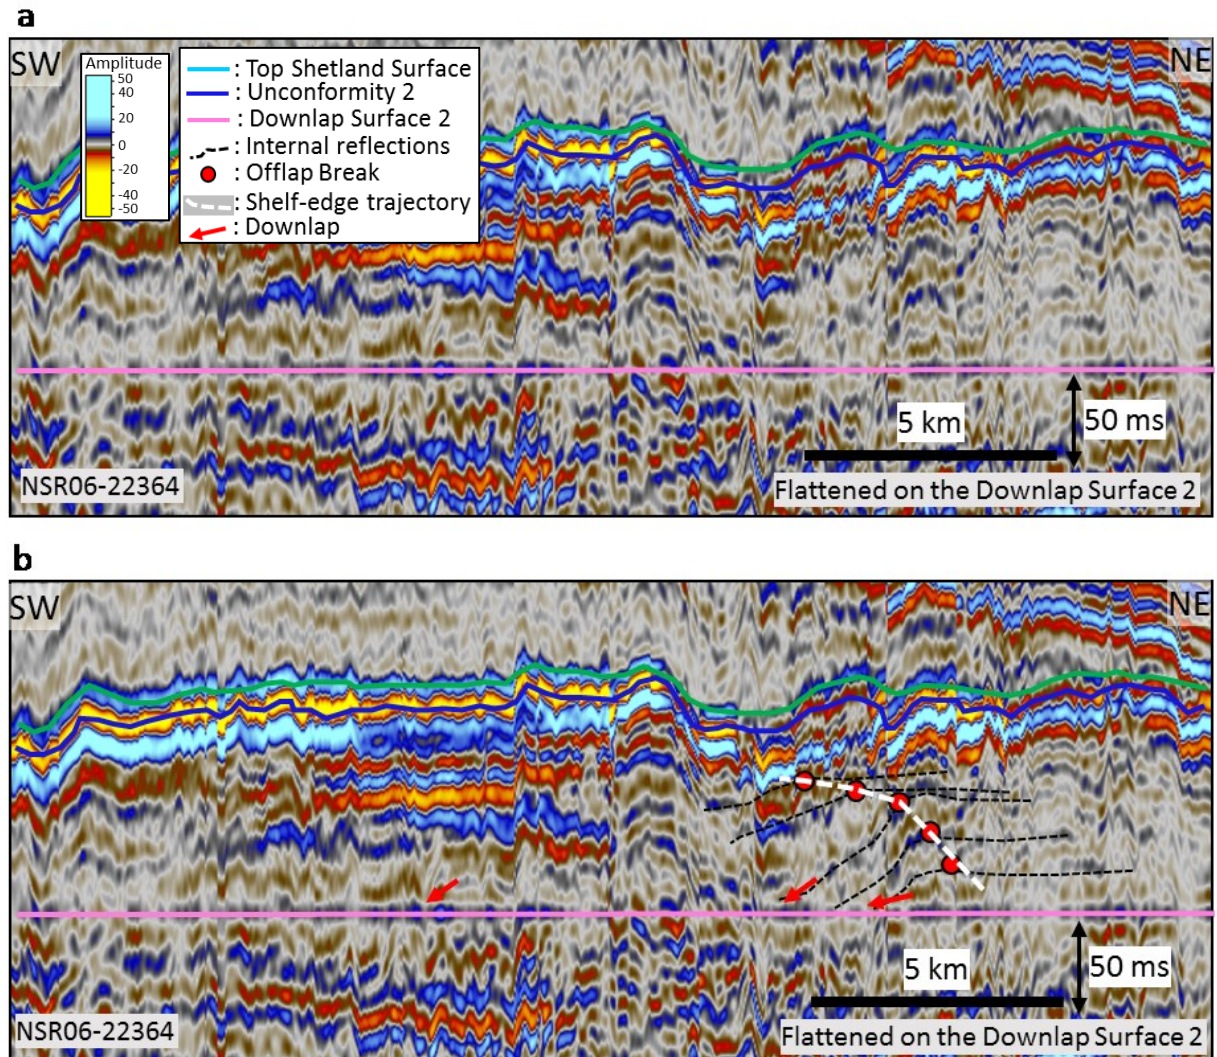 a
SW
NE
Amplitude
50
40
20
0
-20
-40
-50
: Top Shetland Surface
: Unconformity 2
: Downlap Surface 2
: Internal reflections
: Offlap Break
: Shelf-edge trajectory
: Downlap
5 km
50 ms
NSR06-22364
Flattened on the Downlap Surface 2
b
SW
NE
5 km
50 ms
NSR06-22364
Flattened on the Downlap Surface 2